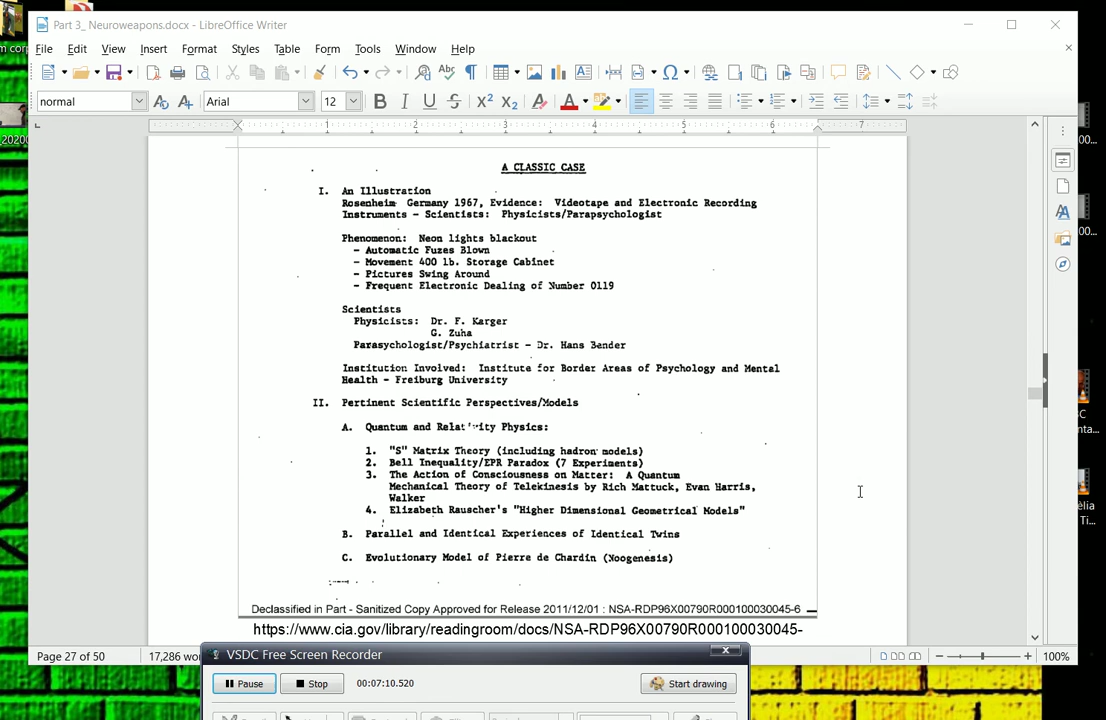 Part 3_ Neuroweapons.docx - LibreOffice Writer
File Edit View Insert Format Styles Table Form Tools Window Help
normal Arial 12
1 2 3 4 5 6 7
A CLASSIC CASE
I. An Illustration
Rosenheim Germany 1967, Evidence: Videotape and Electronic Recording
Instruments - Scientists: Physicists/Parapsychologist
Phenomenon: Neon lights blackout
- Automatic Fuzes Blown
- Movement 400 lb. Storage Cabinet
- Pictures Swing Around
- Frequent Electronic Dealing of Number 0119
Scientists
Physicists: Dr. F. Karger
G. Zuha
Parasychologist/Psychiatrist - Dr. Hans Bender
Institution Involved: Institute for Border Areas of Psychology and Mental
Health - Freiburg University
II. Pertinent Scientific Perspectives/Models
A. Quantum and Relativity Physics:
1. "S" Matrix Theory (including hadron models)
2. Bell Inequality/EPR Paradox (7 Experiments)
3. The Action of Consciousness on Matter: A Quantum
Mechanical Theory of Telekinesis by Rich Mattuck, Evan Harris,
Walker
4. Elizabeth Rauscher's "Higher Dimensional Geometrical Models"
B. Parallel and Identical Experiences of Identical Twins
C. Evolutionary Model of Pierre de Chardin (Noogenesis)
Declassified in Part - Sanitized Copy Approved for Release 2011/12/01 : NSA-RDP96X00790R000100030045-6
https://www.cia.gov/library/readingroom/docs/NSA-RDP96X00790R000100030045-
Page 27 of 50 17,286 100%
VSDC Free Screen Recorder
Pause Stop 00:07:10.520 Start drawing